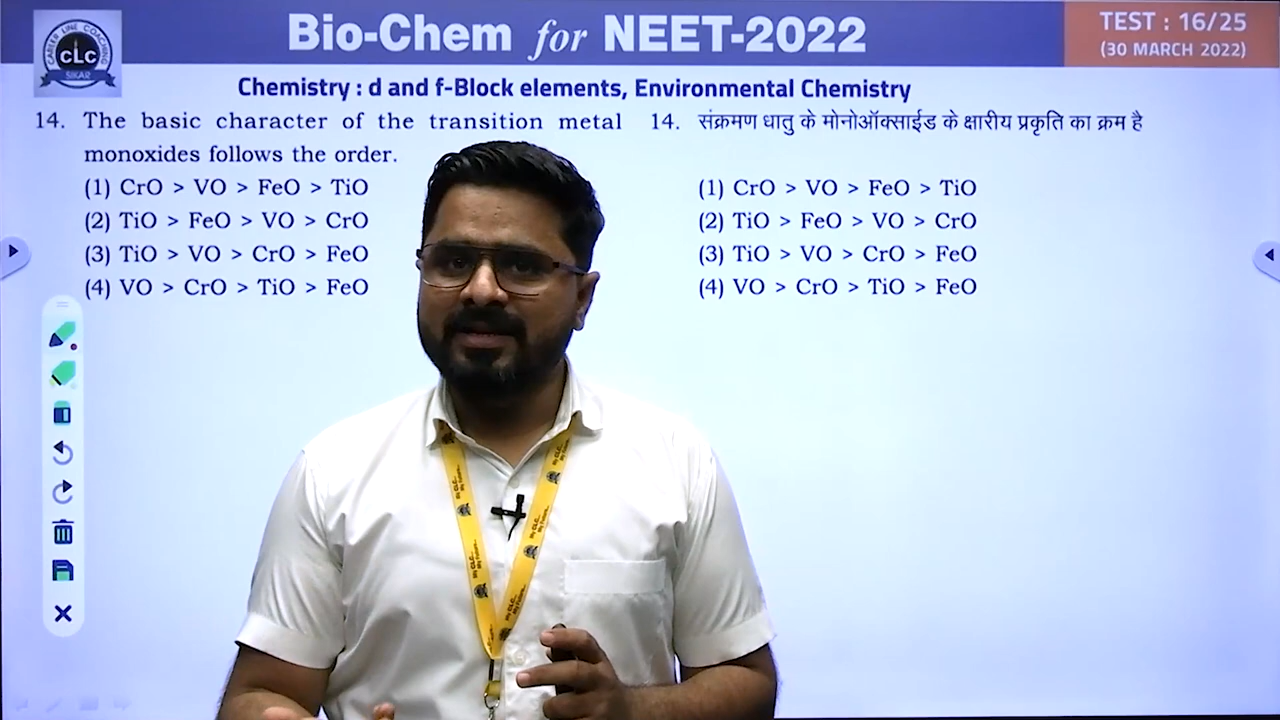 Bio-Chem for NEET-2022
TEST : 16/25
(30 MARCH 2022)
CAREER LINE COACHING
CLC
SIKAR
Chemistry : d and f-Block elements, Environmental Chemistry
14. The basic character of the transition metal
monoxides follows the order.
(1) CrO > VO > FeO > TiO
(2) TiO > FeO > VO > CrO
(3) TiO > VO > CrO > FeO
(4) VO > CrO > TiO > FeO
14. संक्रमण धातु के मोनोऑक्साईड के क्षारीय प्रकृति का क्रम है
(1) CrO > VO > FeO > TiO
(2) TiO > FeO > VO > CrO
(3) TiO > VO > CrO > FeO
(4) VO > CrO > TiO > FeO